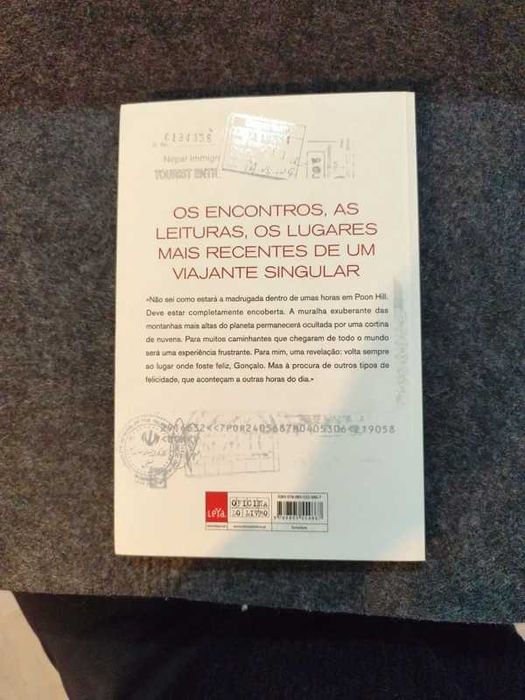 0194328
Nepal Immigr
TOURIST ENT
OS ENCONTROS, AS
LEITURAS, OS LUGARES
MAIS RECENTES DE UM
VIAJANTE SINGULAR
«Não sei como estará a madrugada dentro de umas horas em Poon Hill.
Deve estar completamente encoberta. A muralha exuberante das
montanhas mais altas do planeta permanecerá ocultada por uma cortina
de nuvens. Para muitos caminhantes que chegaram de todo o mundo
será uma experiência frustrante. Para mim, uma revelação: volta sempre
ao lugar onde foste feliz, Gonçalo. Mas à procura de outros tipos de
felicidade, que aconteçam a outras horas do dia.»
LEYA
OFICINA
DO LIVRO